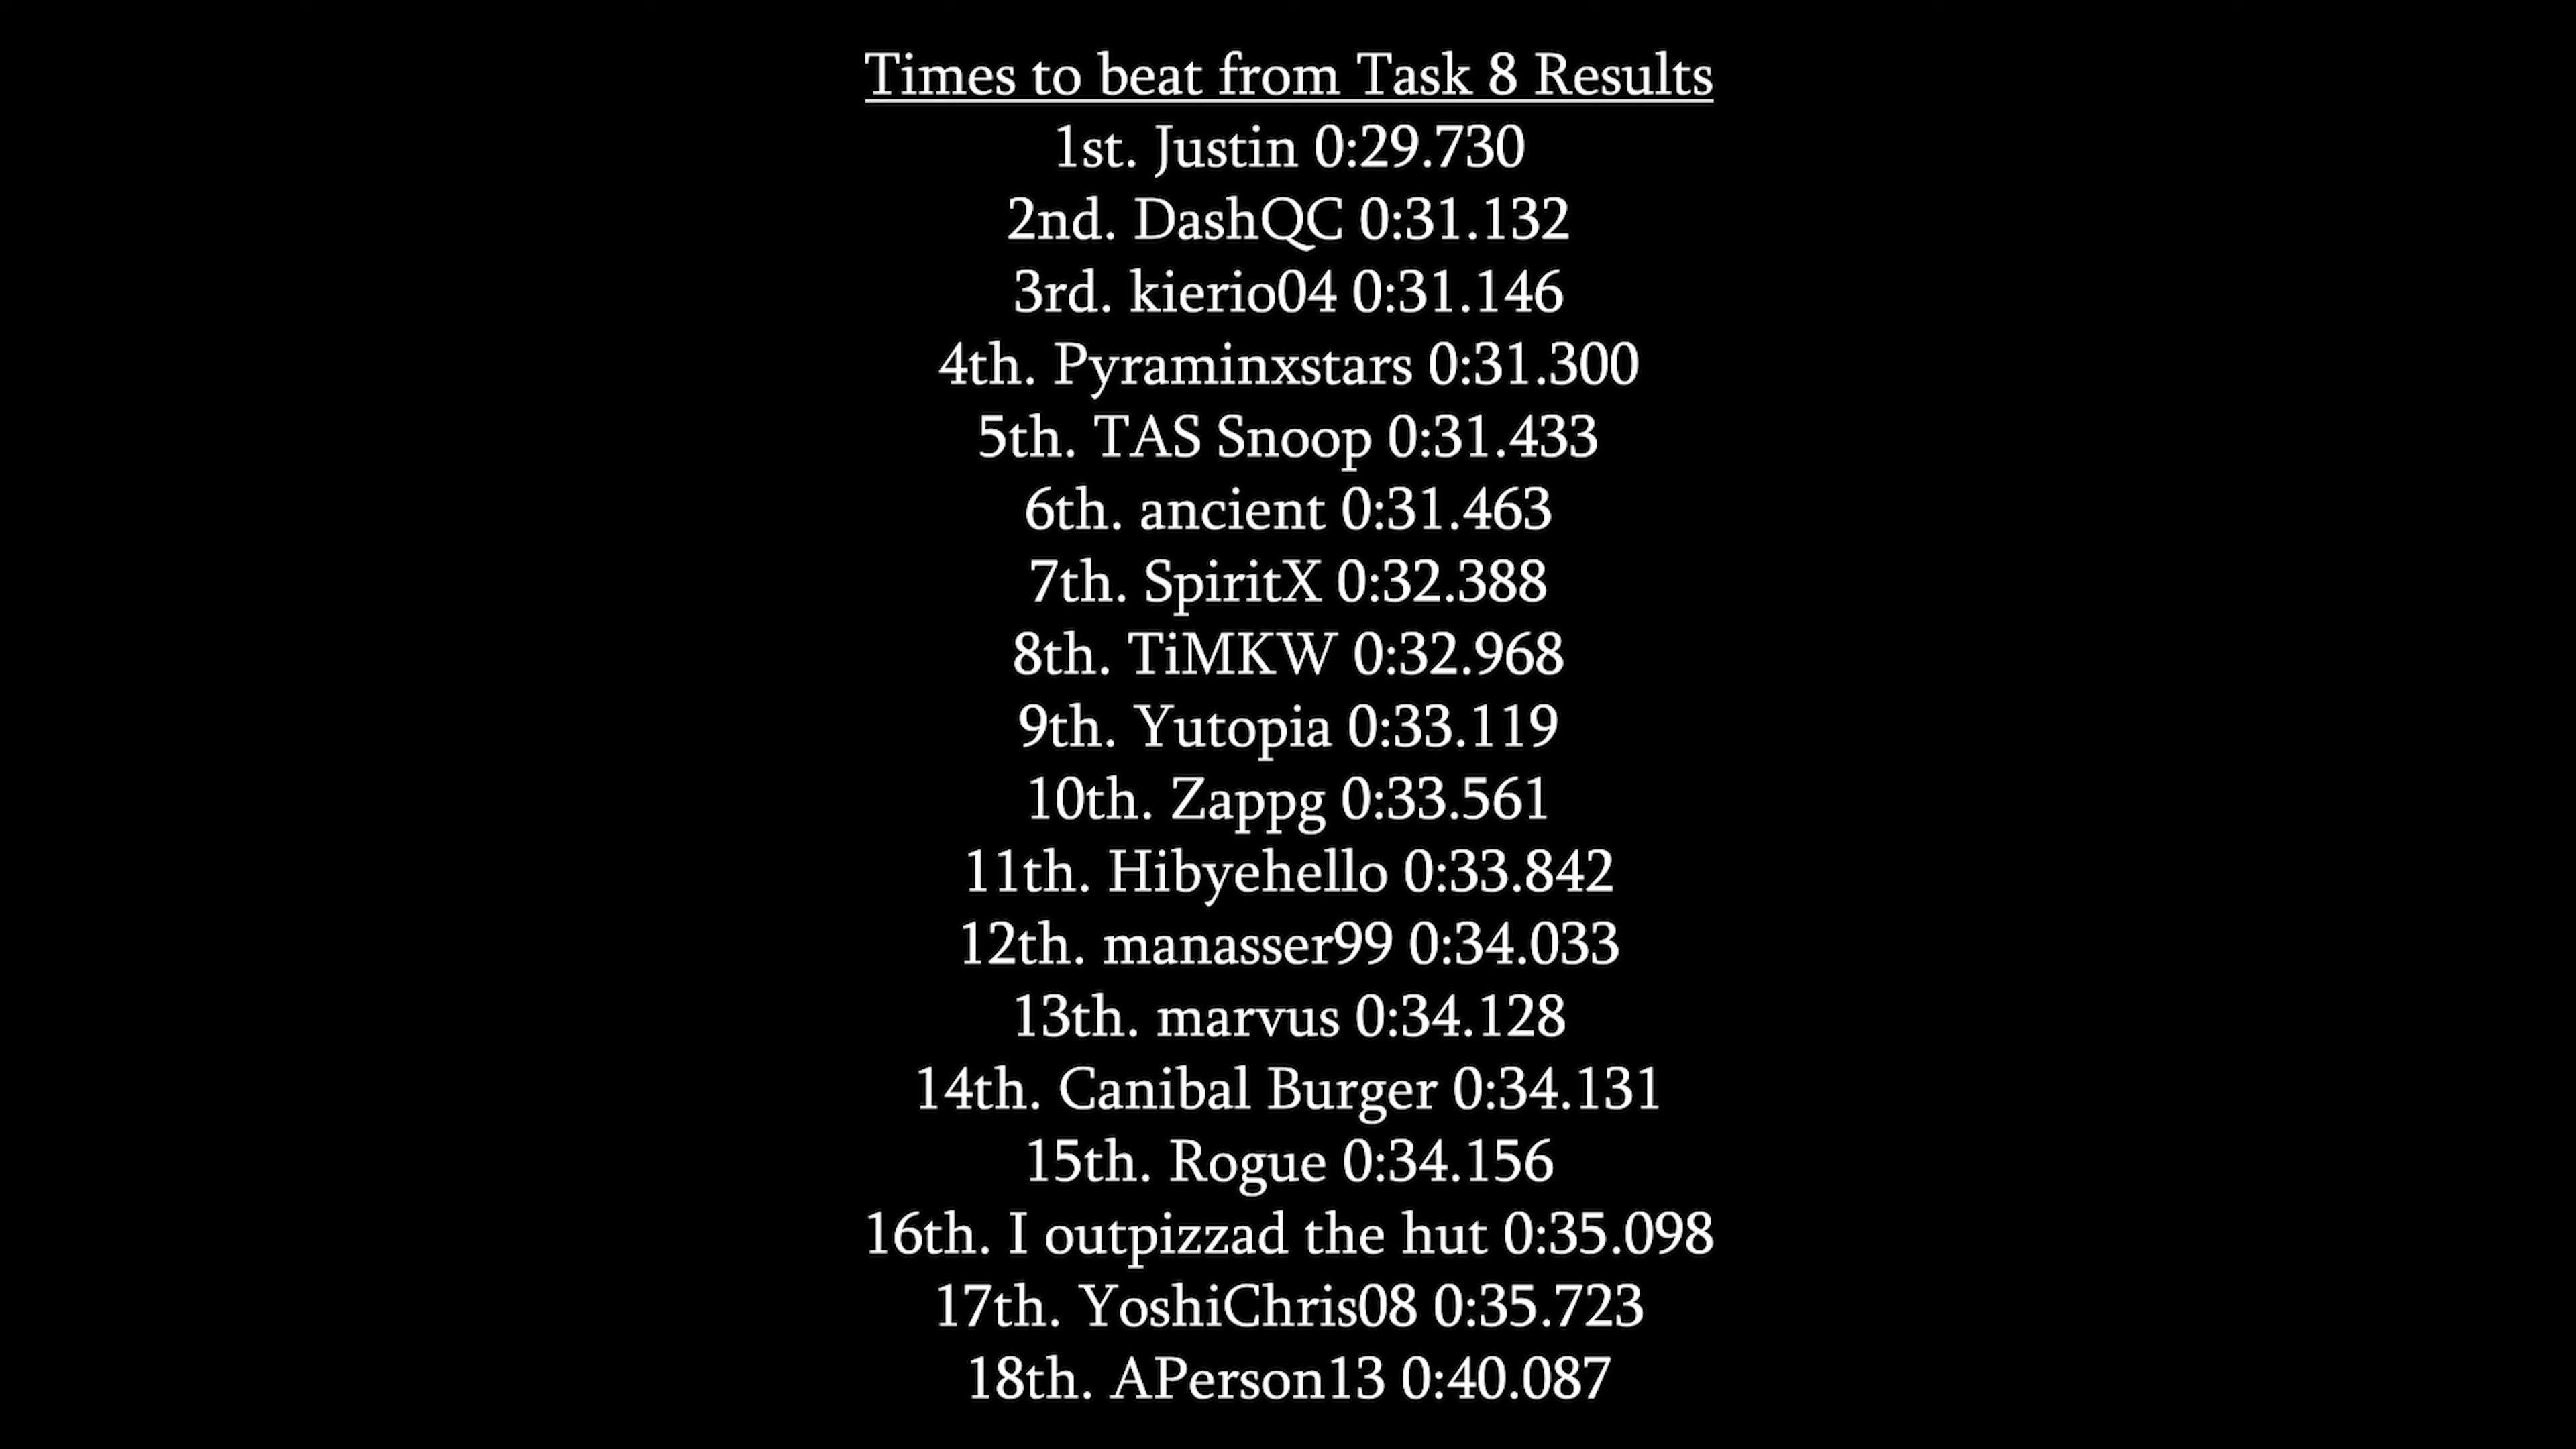 Times to beat from Task 8 Results
1st. Justin 0:29.730
2nd. DashQC 0:31.132
3rd. kierio04 0:31.146
4th. Pyraminxstars 0:31.300
5th. TAS Snoop 0:31.433
6th. ancient 0:31.463
7th. SpiritX 0:32.388
8th. TiMKW 0:32.968
9th. Yutopia 0:33.119
10th. Zappg 0:33.561
11th. Hibyehello 0:33.842
12th. manasser99 0:34.033
13th. marvus 0:34.128
14th. Canibal Burger 0:34.131
15th. Rogue 0:34.156
16th. I outpizzad the hut 0:35.098
17th. YoshiChris08 0:35.723
18th. APerson13 0:40.087